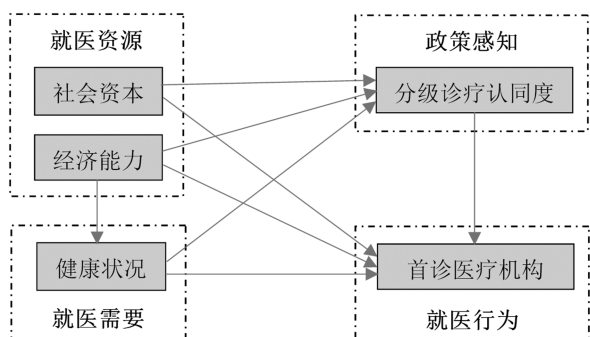 就医资源
社会资本
经济能力
健康状况
就医需要
政策感知
分级诊疗认同度
首诊医疗机构
就医行为